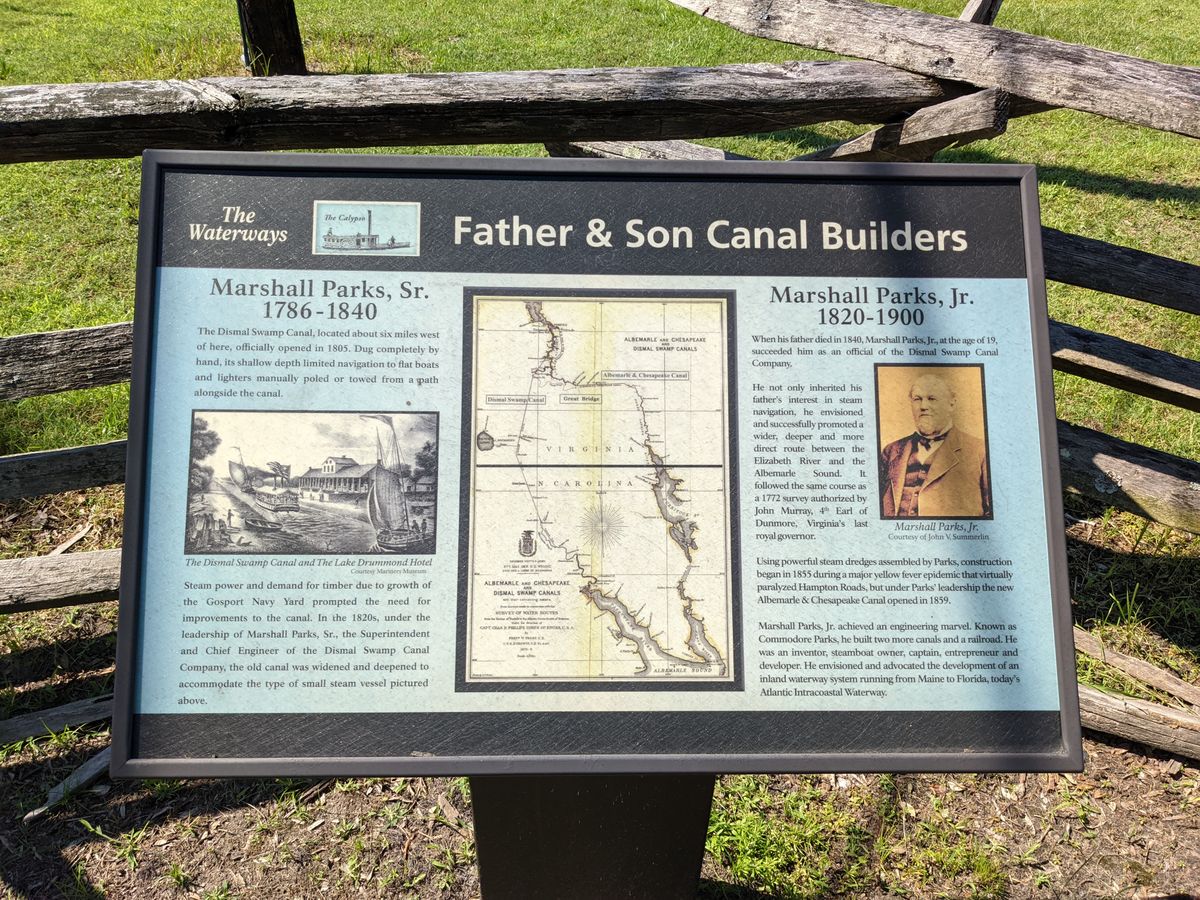 The
Waterways
The Calypso
Father & Son Canal Builders
Marshall Parks, Sr.
1786-1840
The Dismal Swamp Canal, located about six miles west
of here, officially opened in 1805. Dug completely by
hand, its shallow depth limited navigation to flat boats
and lighters manually poled or towed from a path
alongside the canal.
The Dismal Swamp Canal and The Lake Drummond Hotel
Courtesy Mariners Museum
Steam power and demand for timber due to growth of
the Gosport Navy Yard prompted the need for
improvements to the canal. In the 1820s, under the
leadership of Marshall Parks, Sr., the Superintendent
and Chief Engineer of the Dismal Swamp Canal
Company, the old canal was widened and deepened to
accommodate the type of small steam vessel pictured
above.
ALBEMARLE AND CHESAPEAKE
AND
DISMAL SWAMP CANALS
Albemarle & Chesapeake Canal
Dismal Swamp Canal
Great Bridge
VIRGINIA
N. CAROLINA
ALBEMARLE AND CHESAPEAKE
AND
DISMAL SWAMP CANALS
SURVEY OF WATER ROUTES
ALBEMARLE SOUND
Marshall Parks, Jr.
1820-1900
When his father died in 1840, Marshall Parks, Jr., at the age of 19,
succeeded him as an official of the Dismal Swamp Canal
Company.
He not only inherited his
father's interest in steam
navigation, he envisioned
and successfully promoted a
wider, deeper and more
direct route between the
Elizabeth River and the
Albemarle Sound. It
followed the same course as
a 1772 survey authorized by
John Murray, 4th Earl of
Dunmore, Virginia's last
royal governor.
Marshall Parks, Jr.
Courtesy of John V. Summerlin
Using powerful steam dredges assembled by Parks, construction
began in 1855 during a major yellow fever epidemic that virtually
paralyzed Hampton Roads, but under Parks' leadership the new
Albemarle & Chesapeake Canal opened in 1859.
Marshall Parks, Jr. achieved an engineering marvel. Known as
Commodore Parks, he built two more canals and a railroad. He
was an inventor, steamboat owner, captain, entrepreneur and
developer. He envisioned and advocated the development of an
inland waterway system running from Maine to Florida, today's
Atlantic Intracoastal Waterway.